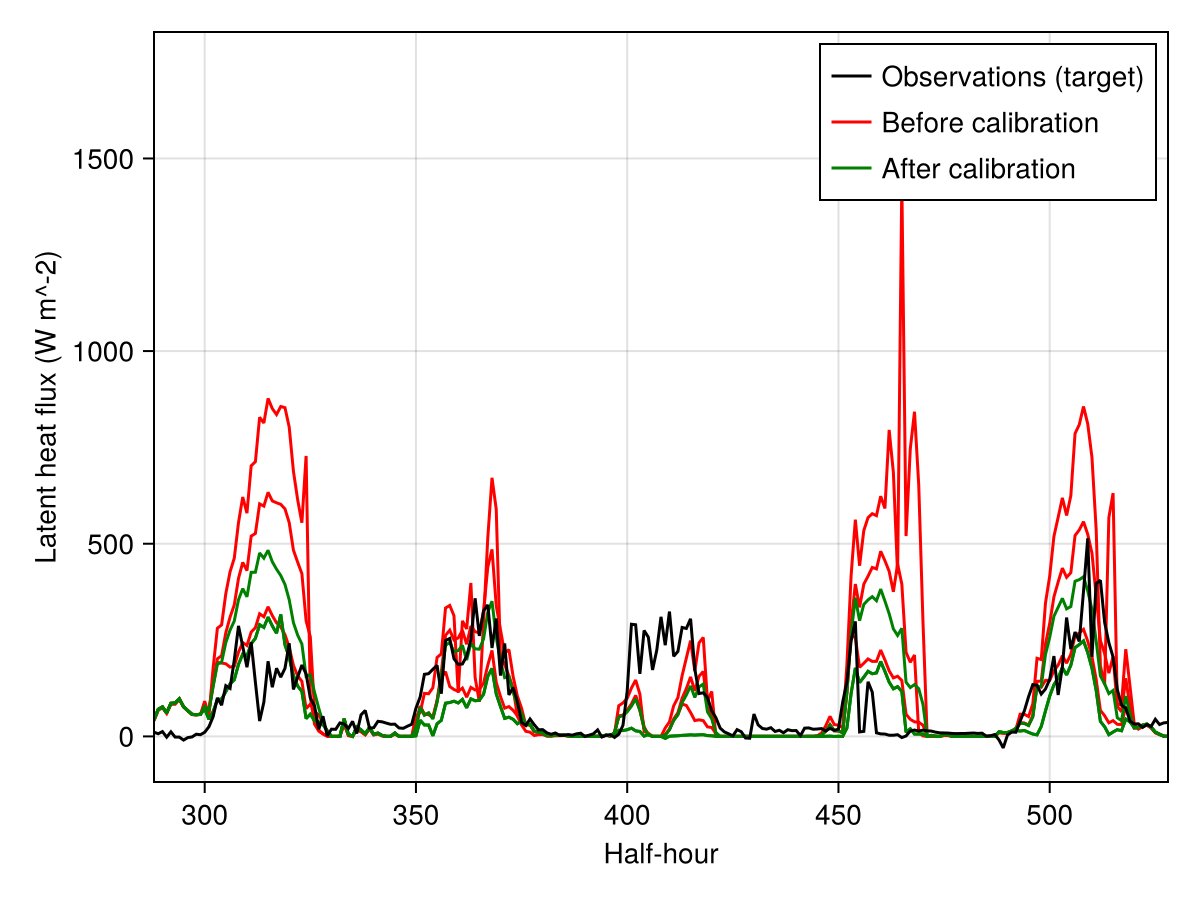 Observations (target)
Before calibration
After calibration
1500
1000
500
0
Latent heat flux (W m^-2)
300
350
400
450
500
Half-hour